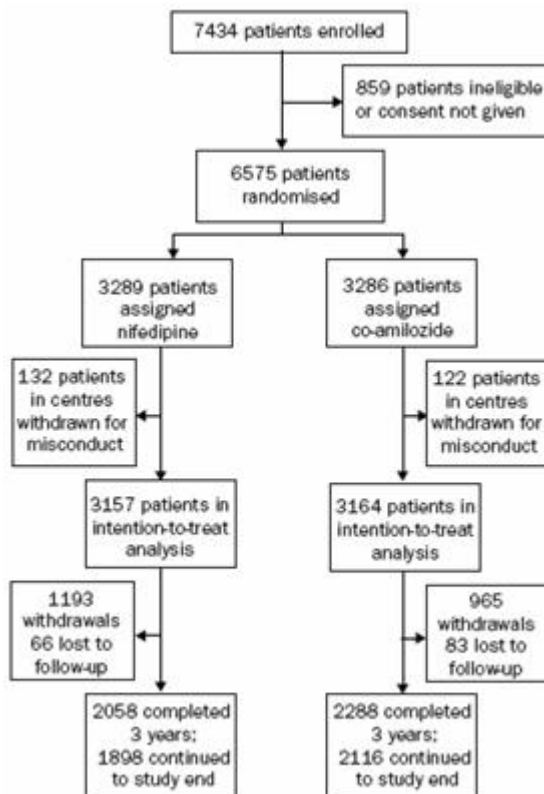 7434 patients enrolled
859 patients ineligible
or consent not given
6575 patients
randomised
3289 patients
assigned
nifedipine
3286 patients
assigned
co-amilozide
132 patients
in centres
withdrawn for
misconduct
122 patients
in centres
withdrawn for
misconduct
3157 patients in
intention-to-treat
analysis
3164 patients in
intention-to-treat
analysis
1193
withdrawals
66 lost to
follow-up
965
withdrawals
83 lost to
follow-up
2058 completed
3 years;
1898 continued
to study end
2288 completed
3 years;
2116 continued
to study end